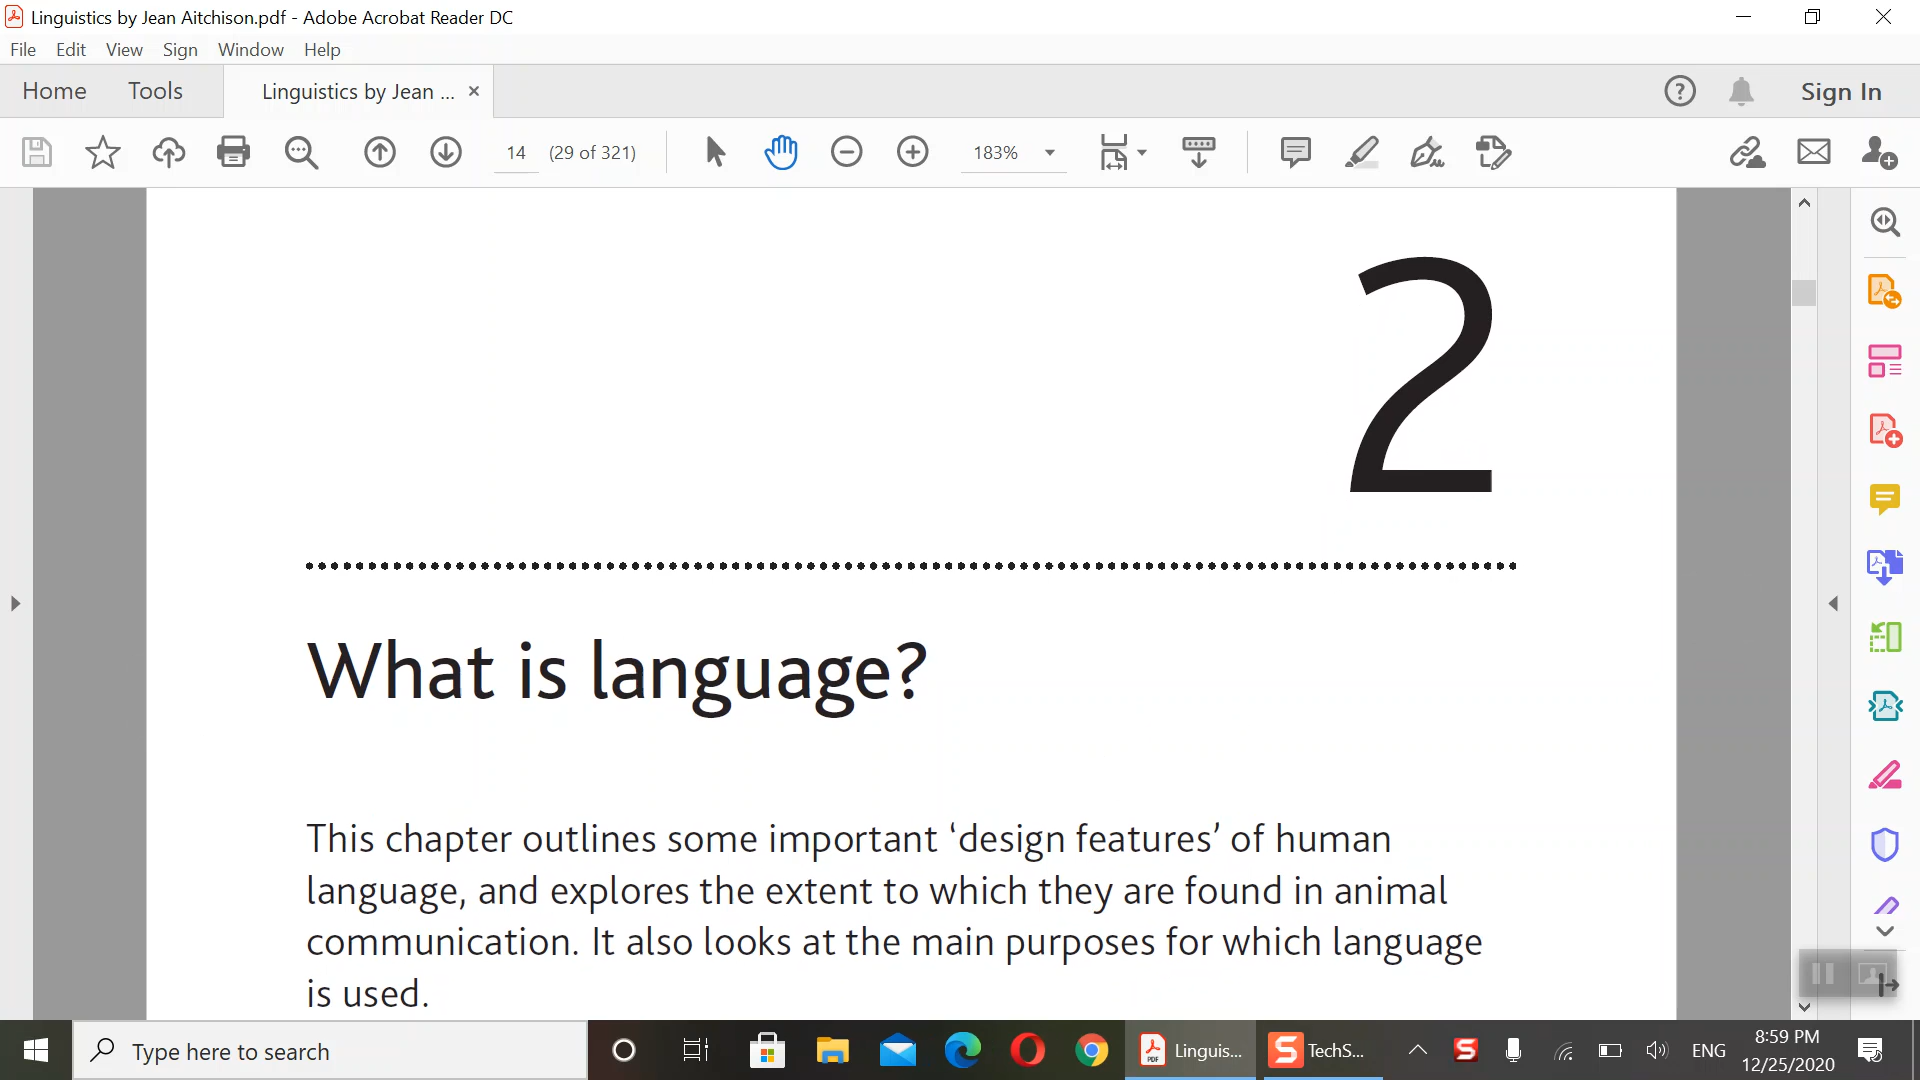 Linguistics by Jean Aitchison.pdf - Adobe Acrobat Reader DC
File Edit View Sign Window Help
Home Tools Linguistics by Jean ... × Sign In
14 (29 of 321) 183%
2
What is language?
This chapter outlines some important ‘design features’ of human
language, and explores the extent to which they are found in animal
communication. It also looks at the main purposes for which language
is used.
Type here to search Linguis... TechS... ENG 8:59 PM
12/25/2020